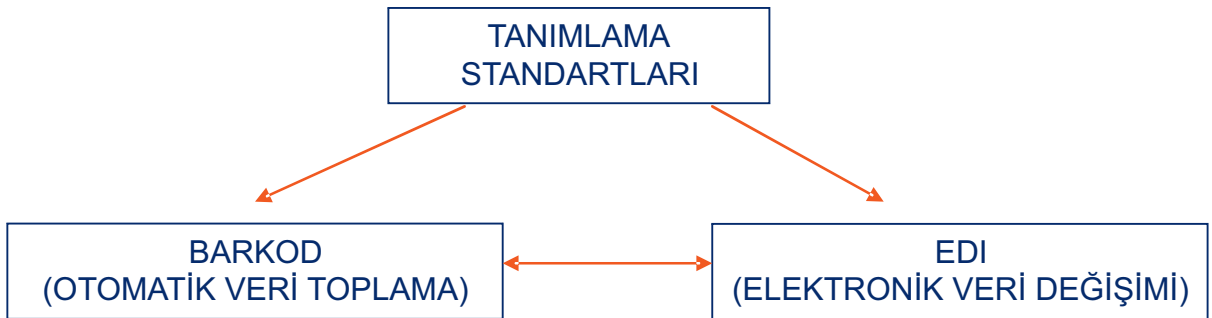 TANIMLAMA
STANDARTLARI
BARKOD
(OTOMATİK VERİ TOPLAMA)
EDI
(ELEKTRONİK VERİ DEĞİŞİMİ)